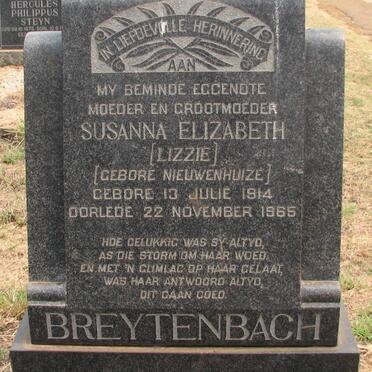 HERCULES
PHILIPPUS
STEYN
IN LIEFDEVOLLE HERINNERING
AAN
MY BEMINDE EGGENOTE
MOEDER EN GROOTMOEDER
SUSANNA ELIZABETH
[LIZZIE]
[GEBORE NIEUWENHUIZE]
GEBORE 13 JULIE 1914
OORLEDE 22 NOVEMBER 1965
HOE GELUKKIG WAS SY ALTYD,
AS DIE STORM OM HAAR WOED,
EN MET 'N GLIMLAG OP HAAR GELAAT,
WAS HAAR ANTWOORD ALTYD,
DIT GAAN GOED.
BREYTENBACH